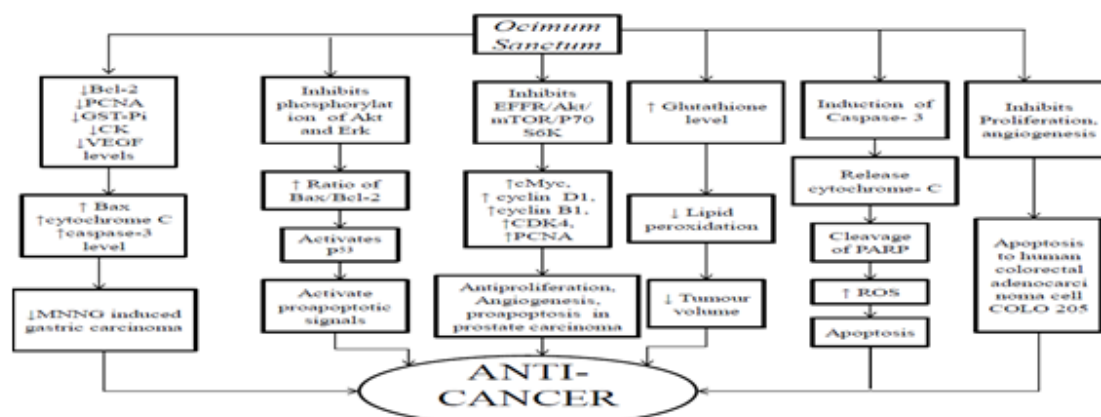 Ocimum
Sanctum
↓Bcl-2
↓PCNA
↓GST-Pi
↓CK
↓VEGF
levels
↑ Bax
↑cytochrome C
↑caspase-3
level
↓MNNG induced
gastric carcinoma
Inhibits
phosphorylat
ion of Akt
and Erk
↑ Ratio of
Bax/Bcl-2
Activates
p53
Activate
proapoptotic
signals
Inhibits
EFFR/Akt/
mTOR/P70
S6K
↑cMyc,
↑ cyclin D1,
↑cyclin B1,
↑CDK4,
↑PCNA
Antiproliferation,
Angiogenesis,
proapoptosis in
prostate carcinoma
↑ Glutathione
level
↓ Lipid
peroxidation
↓ Tumour
volume
Induction of
Caspase- 3
Release
cytochrome- C
Cleavage
of PARP
↑ ROS
Apoptosis
Inhibits
Proliferation,
angiogenesis
Apoptosis
to human
colorectal
adenocarci
noma cell
COLO 205
ANTI-
CANCER